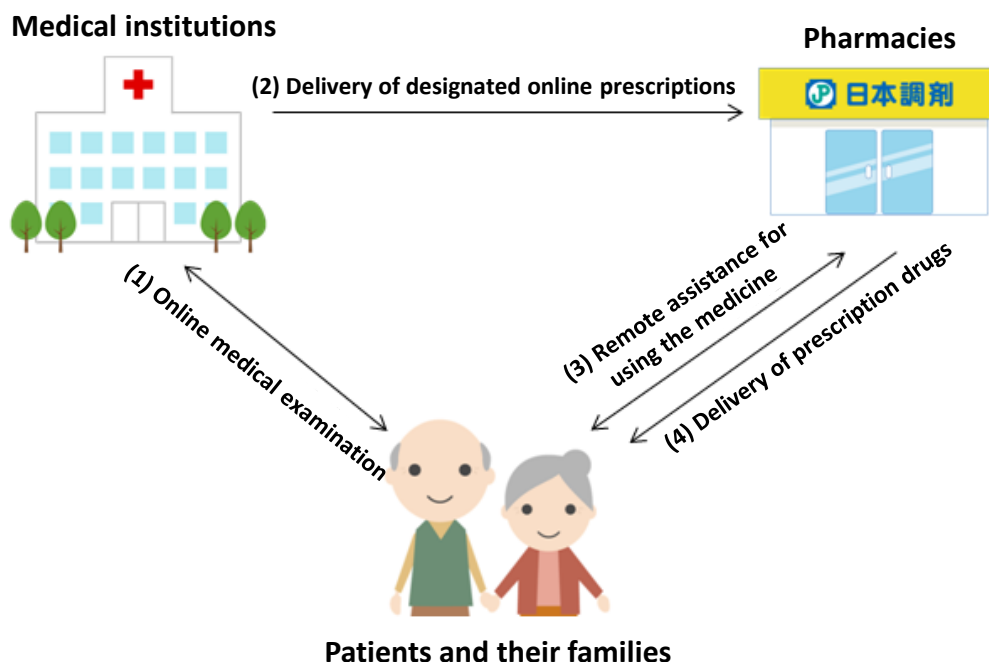 Medical institutions
Pharmacies
(2) Delivery of designated online prescriptions
JP 日本調剤
(1) Online medical examination
(3) Remote assistance for
using the medicine
(4) Delivery of prescription drugs
Patients and their families